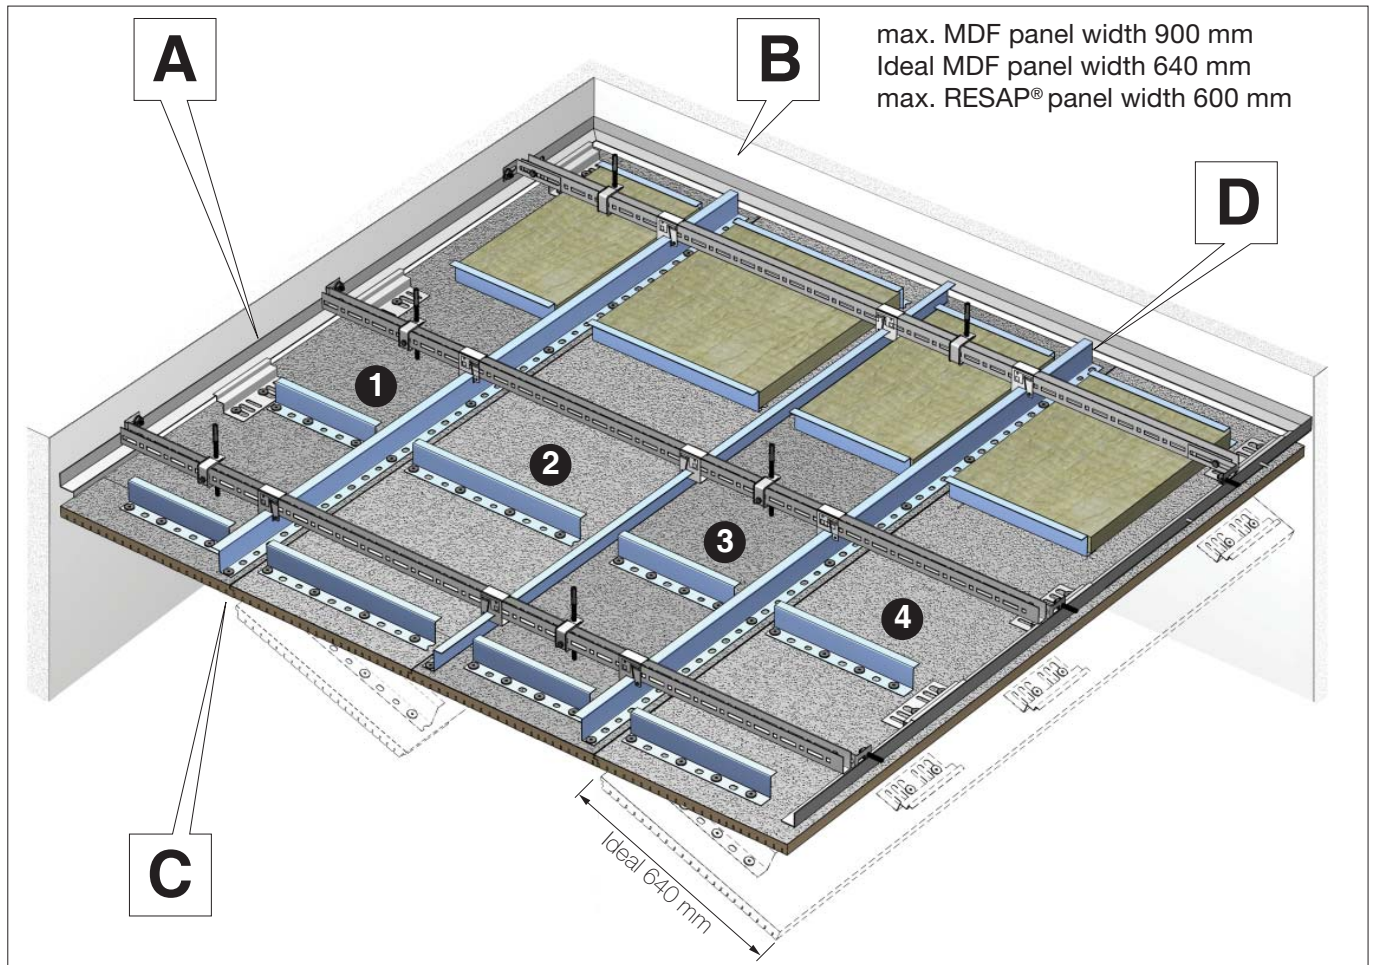 A
B
max. MDF panel width 900 mm
Ideal MDF panel width 640 mm
max. RESAP® panel width 600 mm
D
1
2
3
4
C
Ideal 640 mm